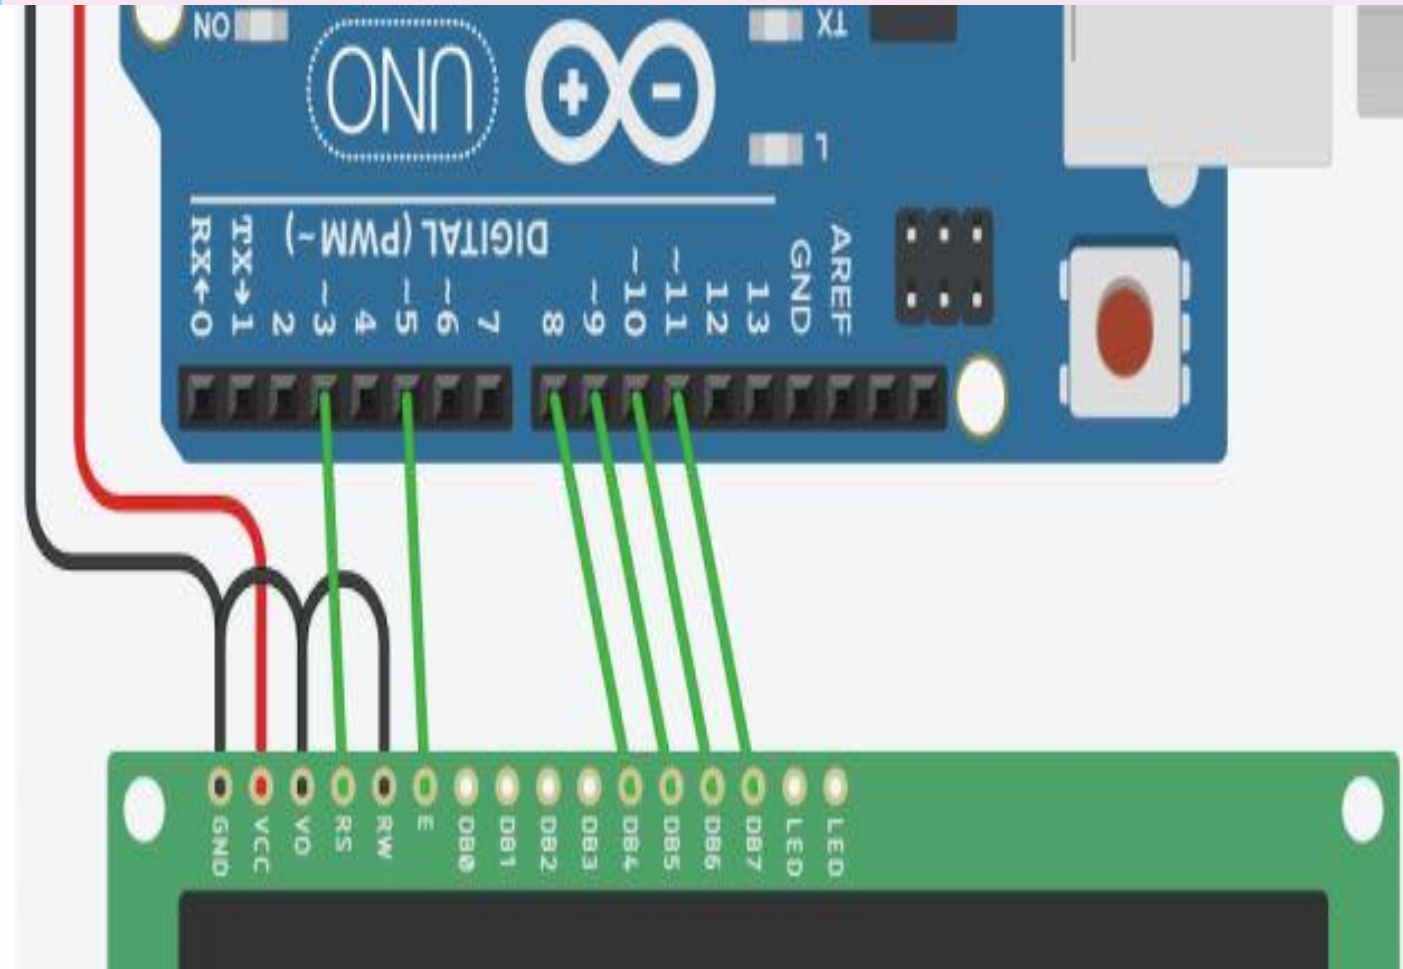 ON
TX
UNO
L
DIGITAL (PWM~)
RX←0
TX→1
2
~3
4
~5
~6
7
8
~9
~10
~11
12
13
GND
AREF
GND
VCC
VO
RS
RW
E
DB0
DB1
DB2
DB3
DB4
DB5
DB6
DB7
LED
LED